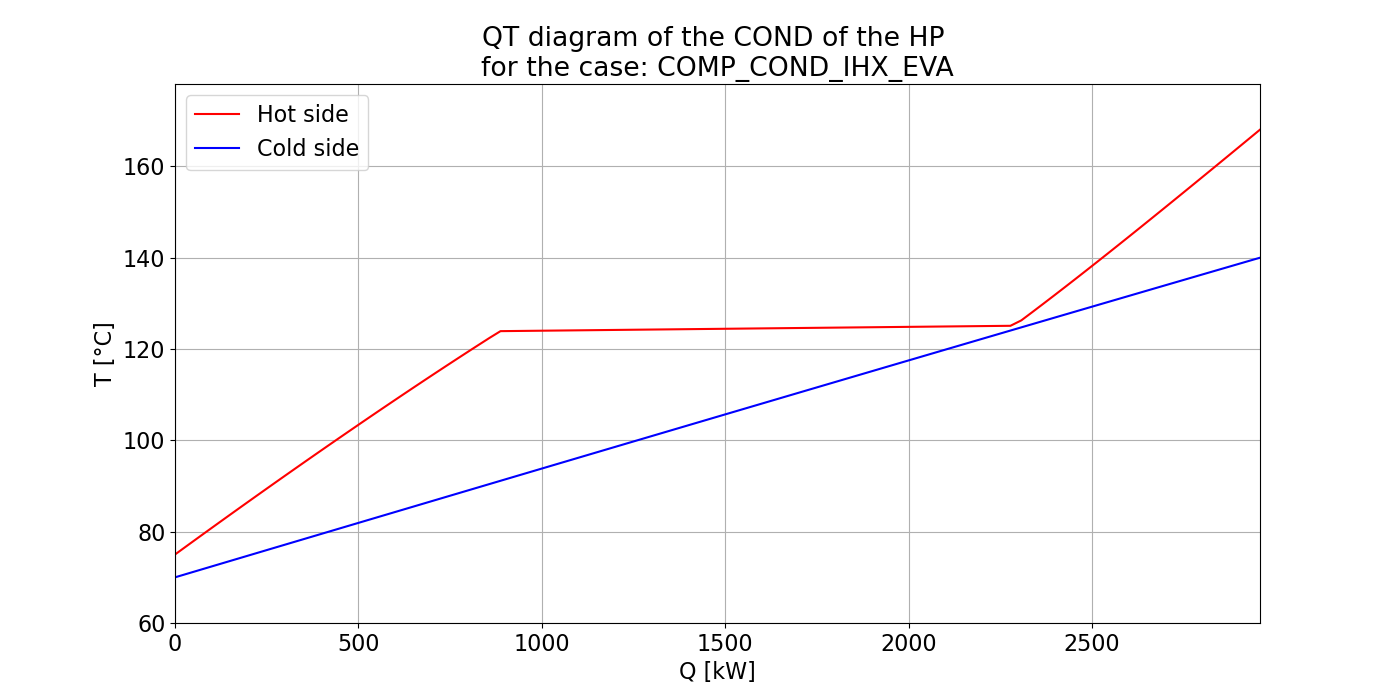 QT diagram of the COND of the HP
for the case: COMP_COND_IHX_EVA
Hot side
Cold side
160
140
120
100
80
60
T [°C]
0 500 1000 1500 2000 2500
Q [kW]